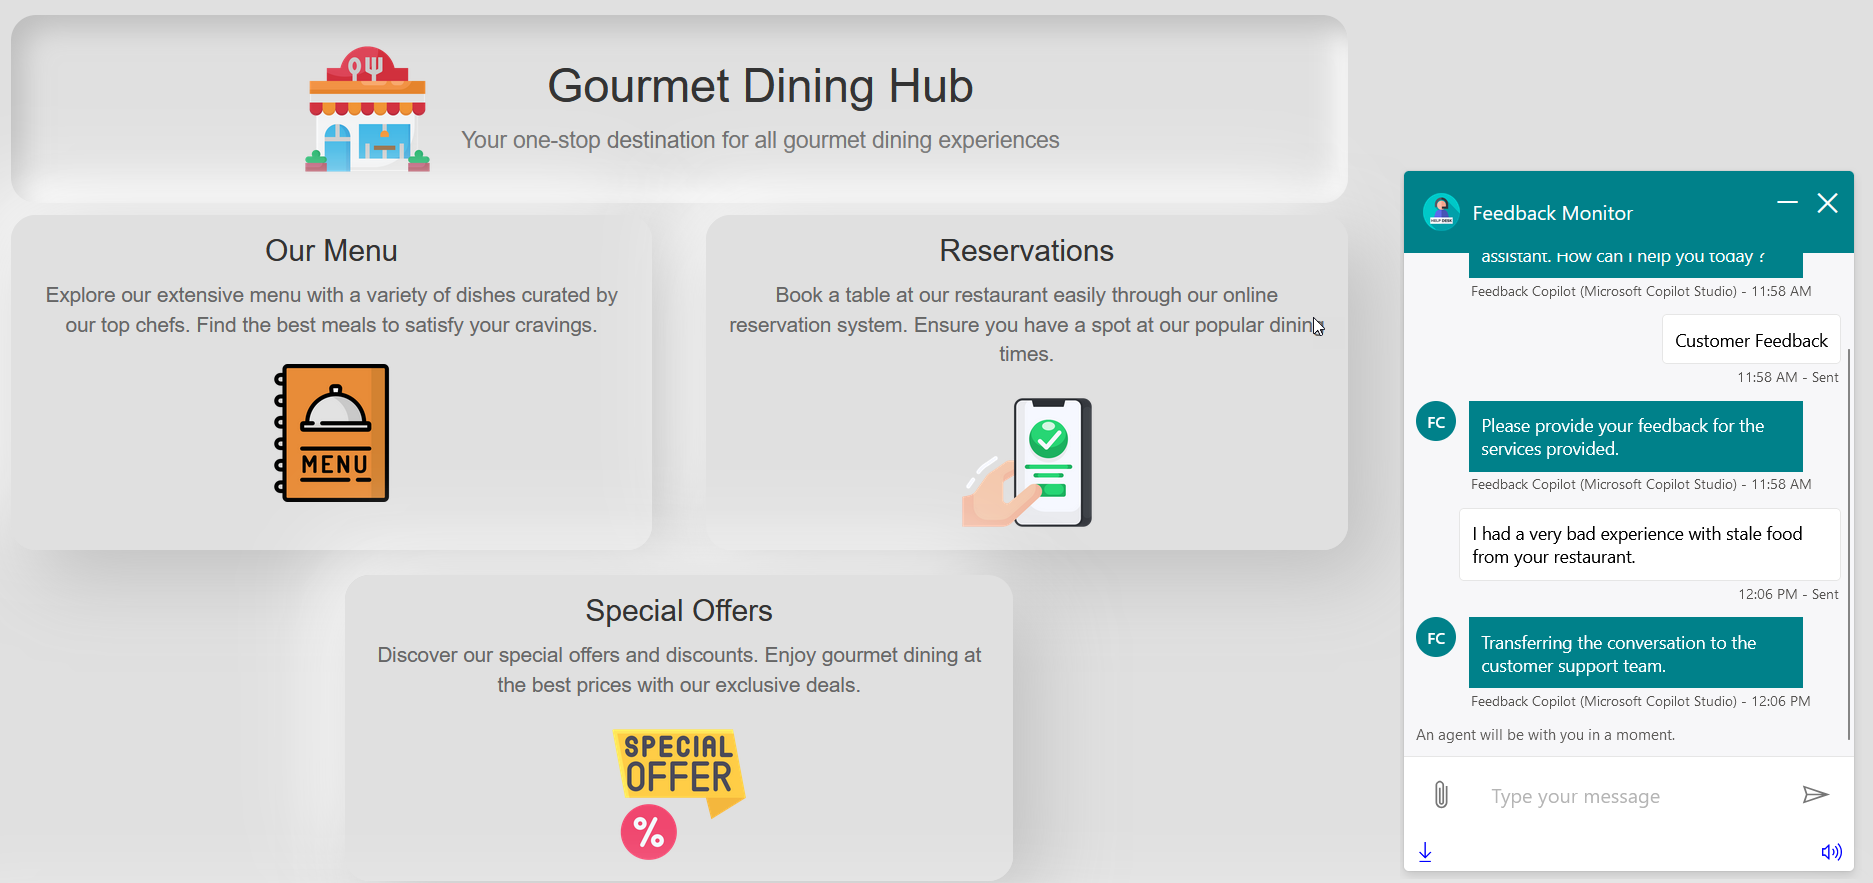 Gourmet Dining Hub
Your one-stop destination for all gourmet dining experiences
Our Menu
Explore our extensive menu with a variety of dishes curated by
our top chefs. Find the best meals to satisfy your cravings.
MENU
Reservations
Book a table at our restaurant easily through our online
reservation system. Ensure you have a spot at our popular dining
times.
Special Offers
Discover our special offers and discounts. Enjoy gourmet dining at
the best prices with our exclusive deals.
SPECIAL
OFFER
%
HELP DESK
Feedback Monitor
assistant. How can I help you today ?
Feedback Copilot (Microsoft Copilot Studio) - 11:58 AM
Customer Feedback
11:58 AM - Sent
FC
Please provide your feedback for the
services provided.
Feedback Copilot (Microsoft Copilot Studio) - 11:58 AM
I had a very bad experience with stale food
from your restaurant.
12:06 PM - Sent
FC
Transferring the conversation to the
customer support team.
Feedback Copilot (Microsoft Copilot Studio) - 12:06 PM
An agent will be with you in a moment.
Type your message